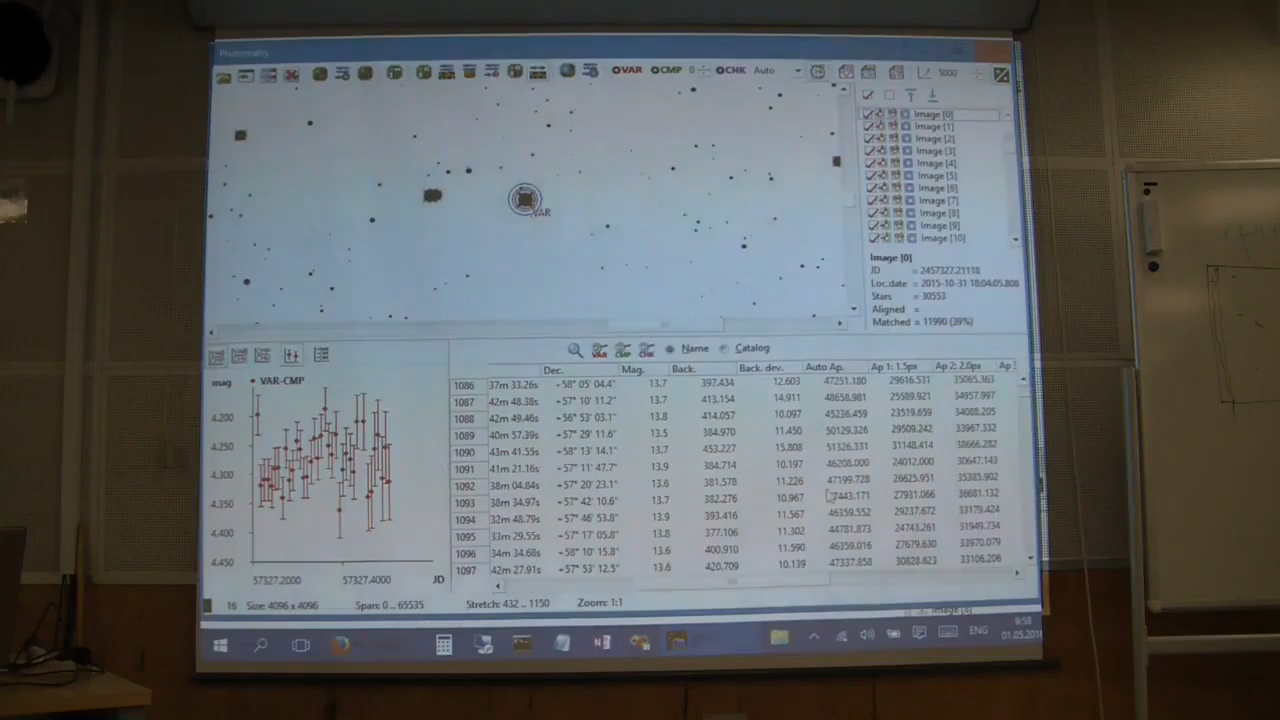 Photometry
VAR CMP 0 CHK Auto 5000
Image [0]
Image [1]
Image [2]
Image [3]
Image [4]
Image [5]
Image [6]
Image [7]
Image [8]
Image [9]
Image [10]
VAR
Image [0]
JD = 2457327.21118
Loc.date = 2015-10-31 18:04:05.808
Stars = 30553
Aligned =
Matched = 11990 (39%)
VAR CMP CHK Name Catalog
mag VAR-CMP
4.200
4.250
4.300
4.350
4.400
4.450
57327.2000 57327.4000 JD
Dec. Mag. Back. Back. dev. Auto Ap. Ap 1: 1.5px Ap 2: 2.0px Ap
1086 37m 33.26s +58° 05' 04.4" 13.7 397.434 12.603 47251.180 29616.531 35065.363
1087 42m 48.38s +57° 10' 11.2" 13.7 413.154 14.911 48658.981 25589.921 34957.997
1088 42m 49.46s +56° 53' 03.1" 13.8 414.057 10.097 45236.459 23519.659 34088.205
1089 40m 57.39s +57° 29' 11.6" 13.5 384.970 11.450 50129.326 29509.242 33967.332
1090 43m 41.55s +58° 13' 14.1" 13.7 453.227 15.808 51326.331 31148.414 38666.282
1091 41m 21.16s +57° 11' 47.7" 13.9 384.714 10.197 46208.000 24012.000 30647.143
1092 38m 04.84s +57° 20' 23.1" 13.6 381.578 11.226 47199.728 26625.951 35385.902
1093 38m 34.97s +57° 42' 10.6" 13.7 382.276 10.967 7443.171 27931.066 36681.132
1094 32m 48.79s +57° 46' 53.8" 13.9 393.416 11.567 46359.552 29237.672 33179.424
1095 33m 29.55s +57° 17' 05.8" 13.8 377.106 11.302 44781.873 24743.261 31949.734
1096 34m 34.68s +58° 10' 15.8" 13.6 400.910 11.590 46359.016 27679.630 33970.079
1097 42m 27.91s +57° 53' 12.5" 13.6 420.709 10.139 47337.858 30828.623 33106.206
16 Size: 4096 x 4096 Span: 0 .. 65535 Stretch: 432 .. 1150 Zoom: 1:1
Image [0]
ENG 9:58
01.05.201